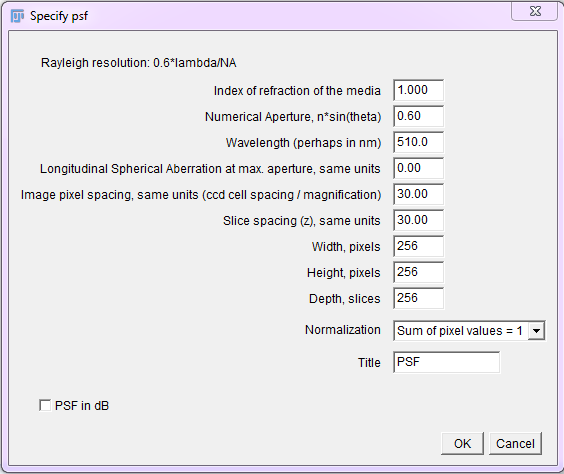 Specify psf
Rayleigh resolution: 0.6*lambda/NA
Index of refraction of the media 1.000
Numerical Aperture, n*sin(theta) 0.60
Wavelength (perhaps in nm) 510.0
Longitudinal Spherical Aberration at max. aperture, same units 0.00
Image pixel spacing, same units (ccd cell spacing / magnification) 30.00
Slice spacing (z), same units 30.00
Width, pixels 256
Height, pixels 256
Depth, slices 256
Normalization Sum of pixel values = 1
Title PSF
PSF in dB
OK Cancel